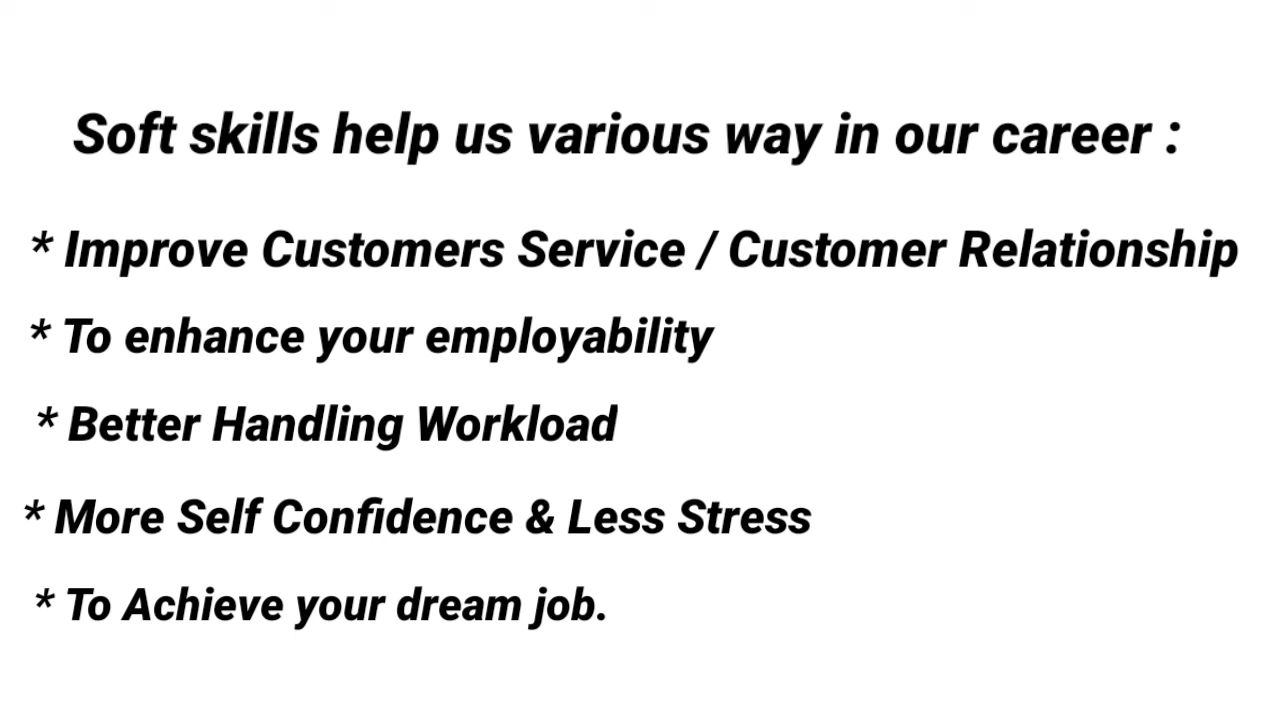 Soft skills help us various way in our career :
* Improve Customers Service / Customer Relationship
* To enhance your employability
* Better Handling Workload
* More Self Confidence & Less Stress
* To Achieve your dream job.